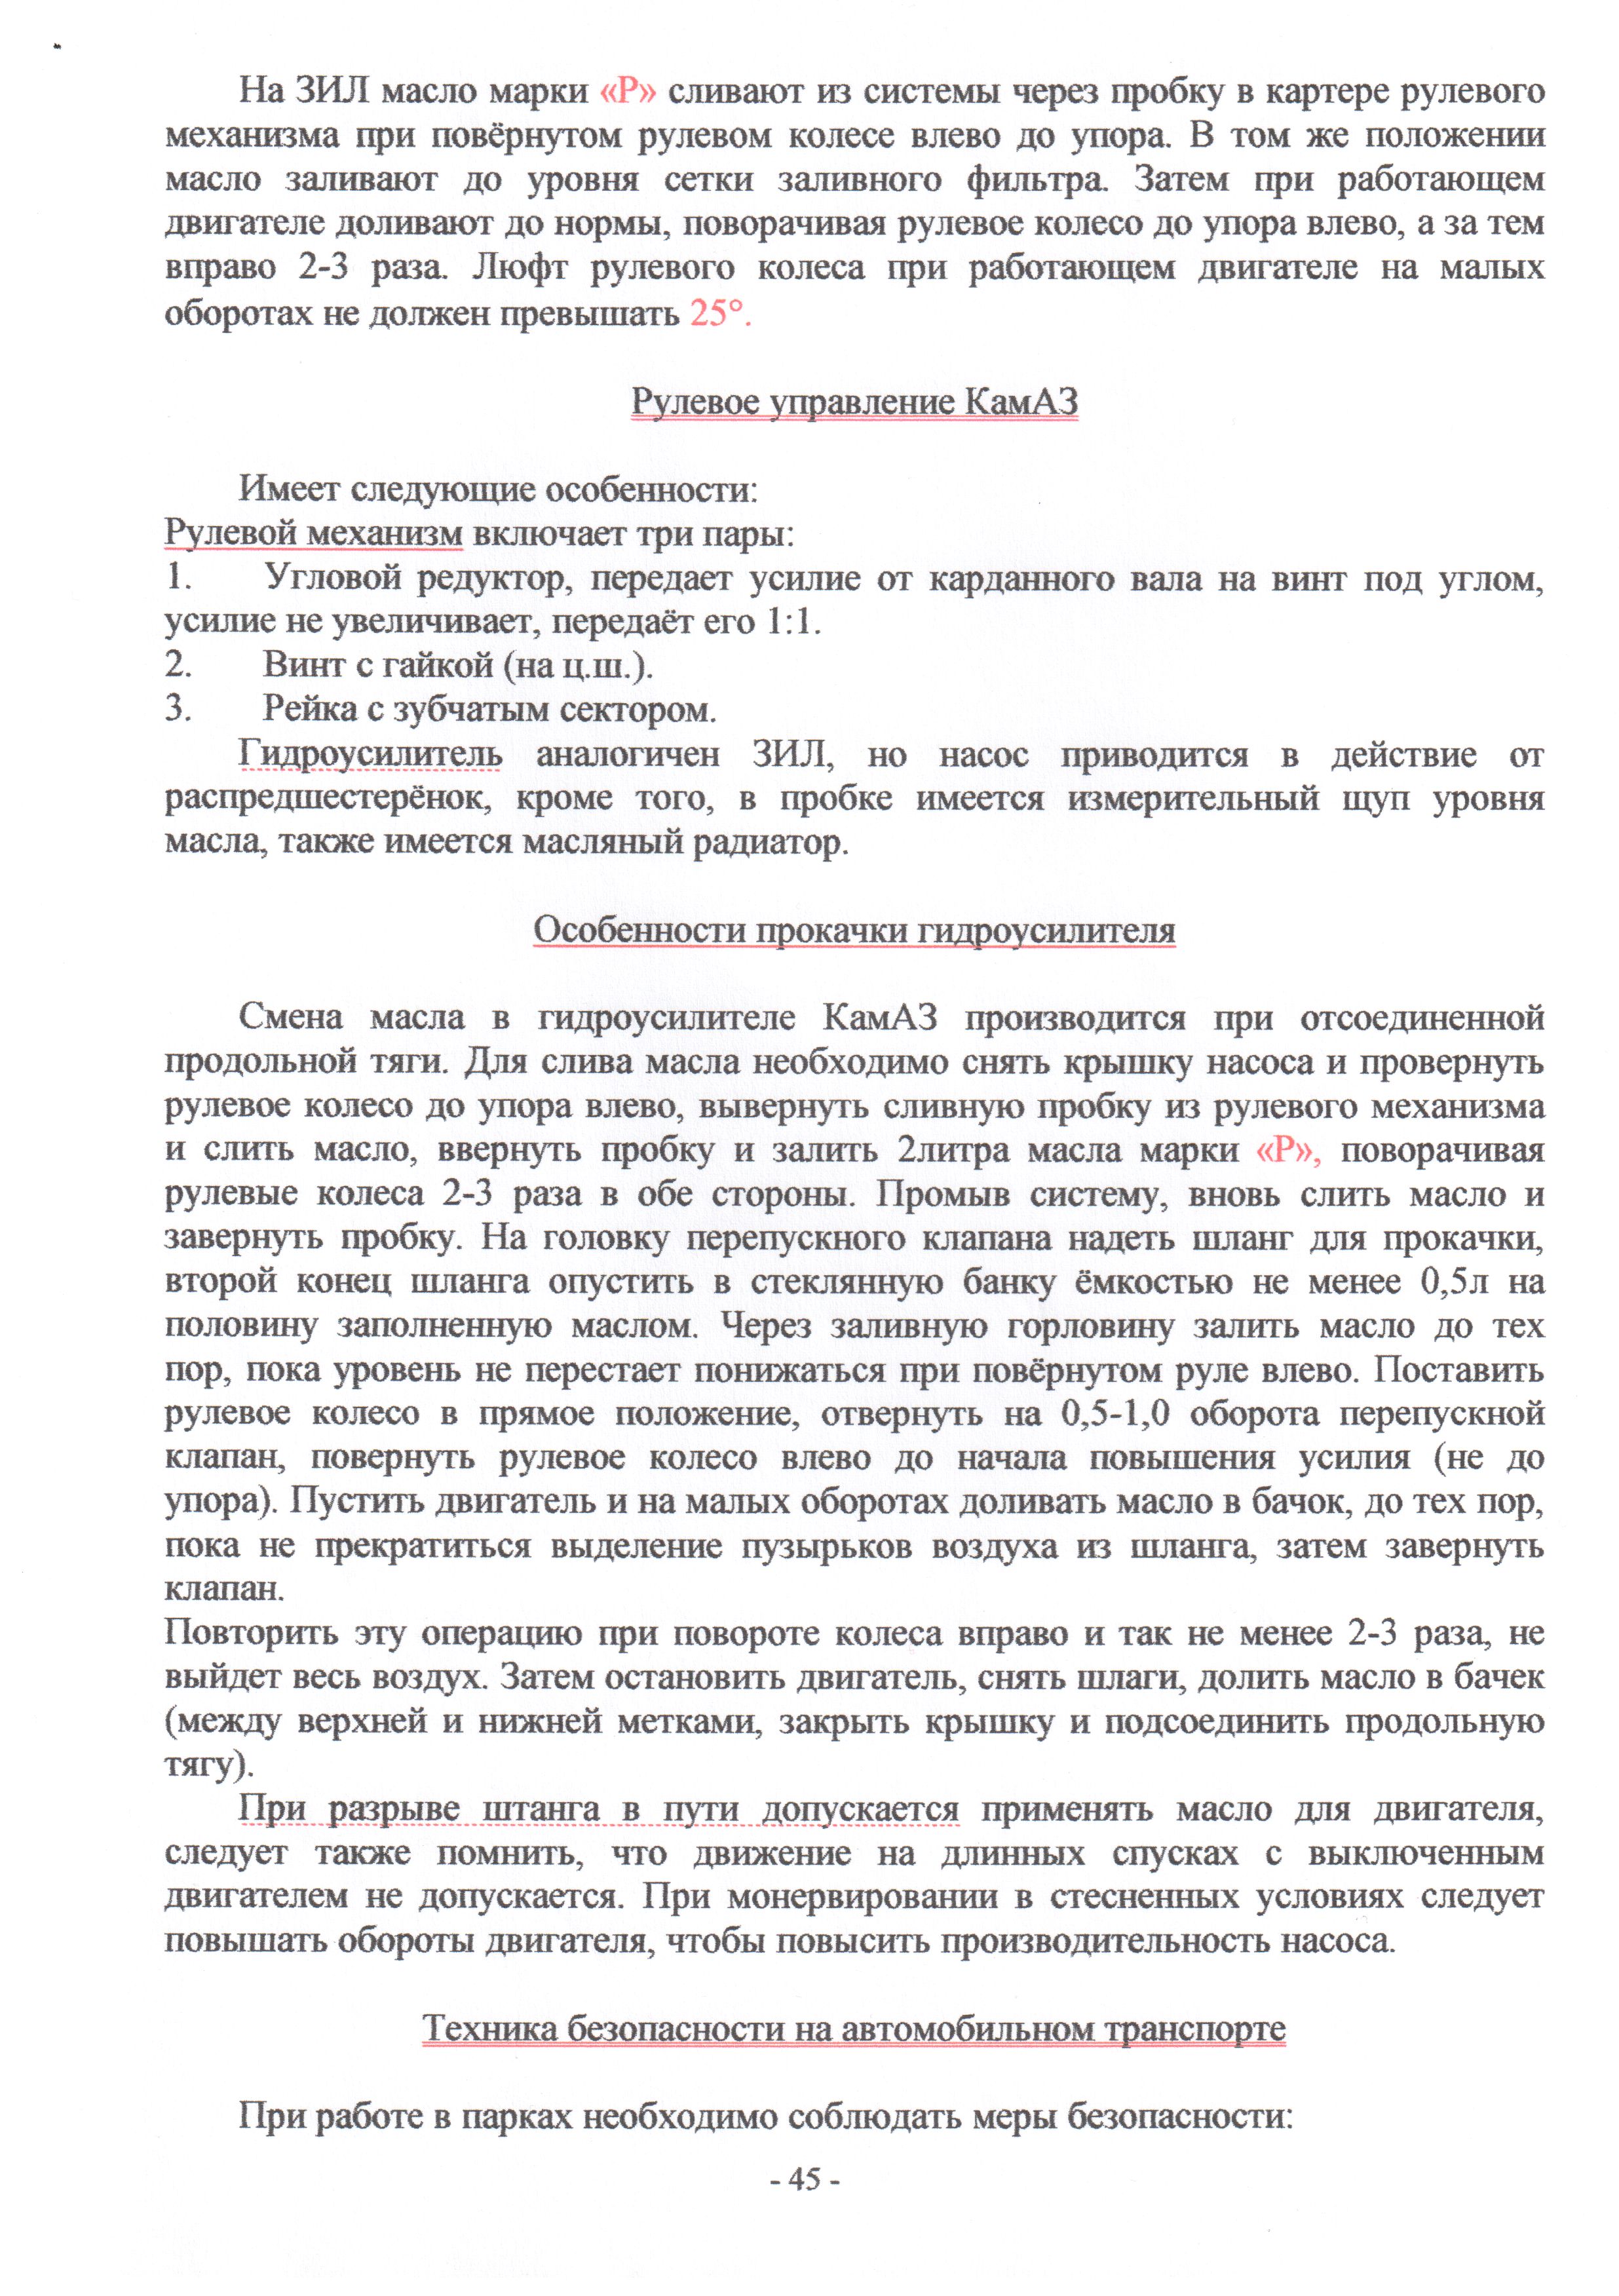 На ЗИЛ масло марки «Р» сливают из системы через пробку в картере рулевого
механизма при повёрнутом рулевом колесе влево до упора. В том же положении
масло заливают до уровня сетки заливного фильтра. Затем при работающем
двигателе доливают до нормы, поворачивая рулевое колесо до упора влево, а за тем
вправо 2-3 раза. Люфт рулевого колеса при работающем двигателе на малых
оборотах не должен превышать 25°.
Рулевое управление КамАЗ
Имеет следующие особенности:
Рулевой механизм включает три пары:
1. Угловой редуктор, передает усилие от карданного вала на винт под углом,
усилие не увеличивает, передаёт его 1:1.
2. Винт с гайкой (на ц.ш.).
3. Рейка с зубчатым сектором.
Гидроусилитель аналогичен ЗИЛ, но насос приводится в действие от
распредшестерёнок, кроме того, в пробке имеется измерительный щуп уровня
масла, также имеется масляный радиатор.
Особенности прокачки гидроусилителя
Смена масла в гидроусилителе КамАЗ производится при отсоединенной
продольной тяги. Для слива масла необходимо снять крышку насоса и провернуть
рулевое колесо до упора влево, вывернуть сливную пробку из рулевого механизма
и слить масло, ввернуть пробку и залить 2литра масла марки «Р», поворачивая
рулевые колеса 2-3 раза в обе стороны. Промыв систему, вновь слить масло и
завернуть пробку. На головку перепускного клапана надеть шланг для прокачки,
второй конец шланга опустить в стеклянную банку ёмкостью не менее 0,5л на
половину заполненную маслом. Через заливную горловину залить масло до тех
пор, пока уровень не перестает понижаться при повёрнутом руле влево. Поставить
рулевое колесо в прямое положение, отвернуть на 0,5-1,0 оборота перепускной
клапан, повернуть рулевое колесо влево до начала повышения усилия (не до
упора). Пустить двигатель и на малых оборотах доливать масло в бачок, до тех пор,
пока не прекратиться выделение пузырьков воздуха из шланга, затем завернуть
клапан.
Повторить эту операцию при повороте колеса вправо и так не менее 2-3 раза, не
выйдет весь воздух. Затем остановить двигатель, снять шлаги, долить масло в бачек
(между верхней и нижней метками, закрыть крышку и подсоединить продольную
тягу).
При разрыве штанга в пути допускается применять масло для двигателя,
следует также помнить, что движение на длинных спусках с выключенным
двигателем не допускается. При монервировании в стесненных условиях следует
повышать обороты двигателя, чтобы повысить производительность насоса.
Техника безопасности на автомобильном транспорте
При работе в парках необходимо соблюдать меры безопасности:
- 45 -